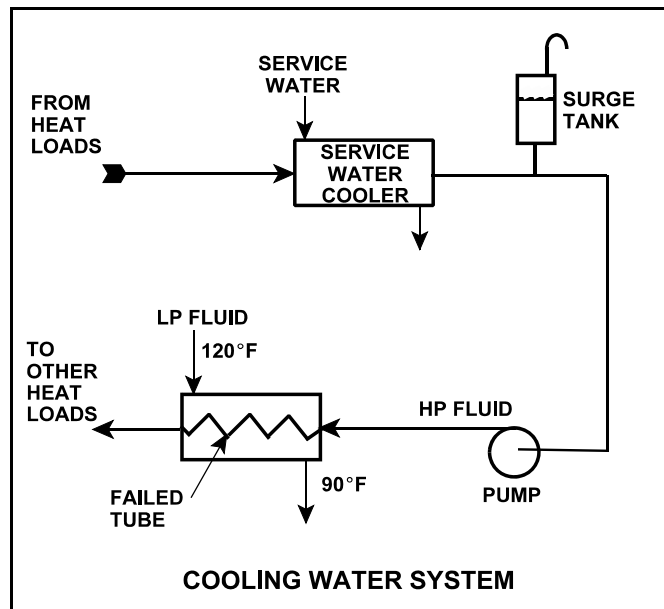 SERVICE
WATER
FROM
HEAT
LOADS
SURGE
TANK
SERVICE
WATER
COOLER
LP FLUID
120°F
TO
OTHER
HEAT
LOADS
HP FLUID
FAILED
TUBE
90°F
PUMP
COOLING WATER SYSTEM